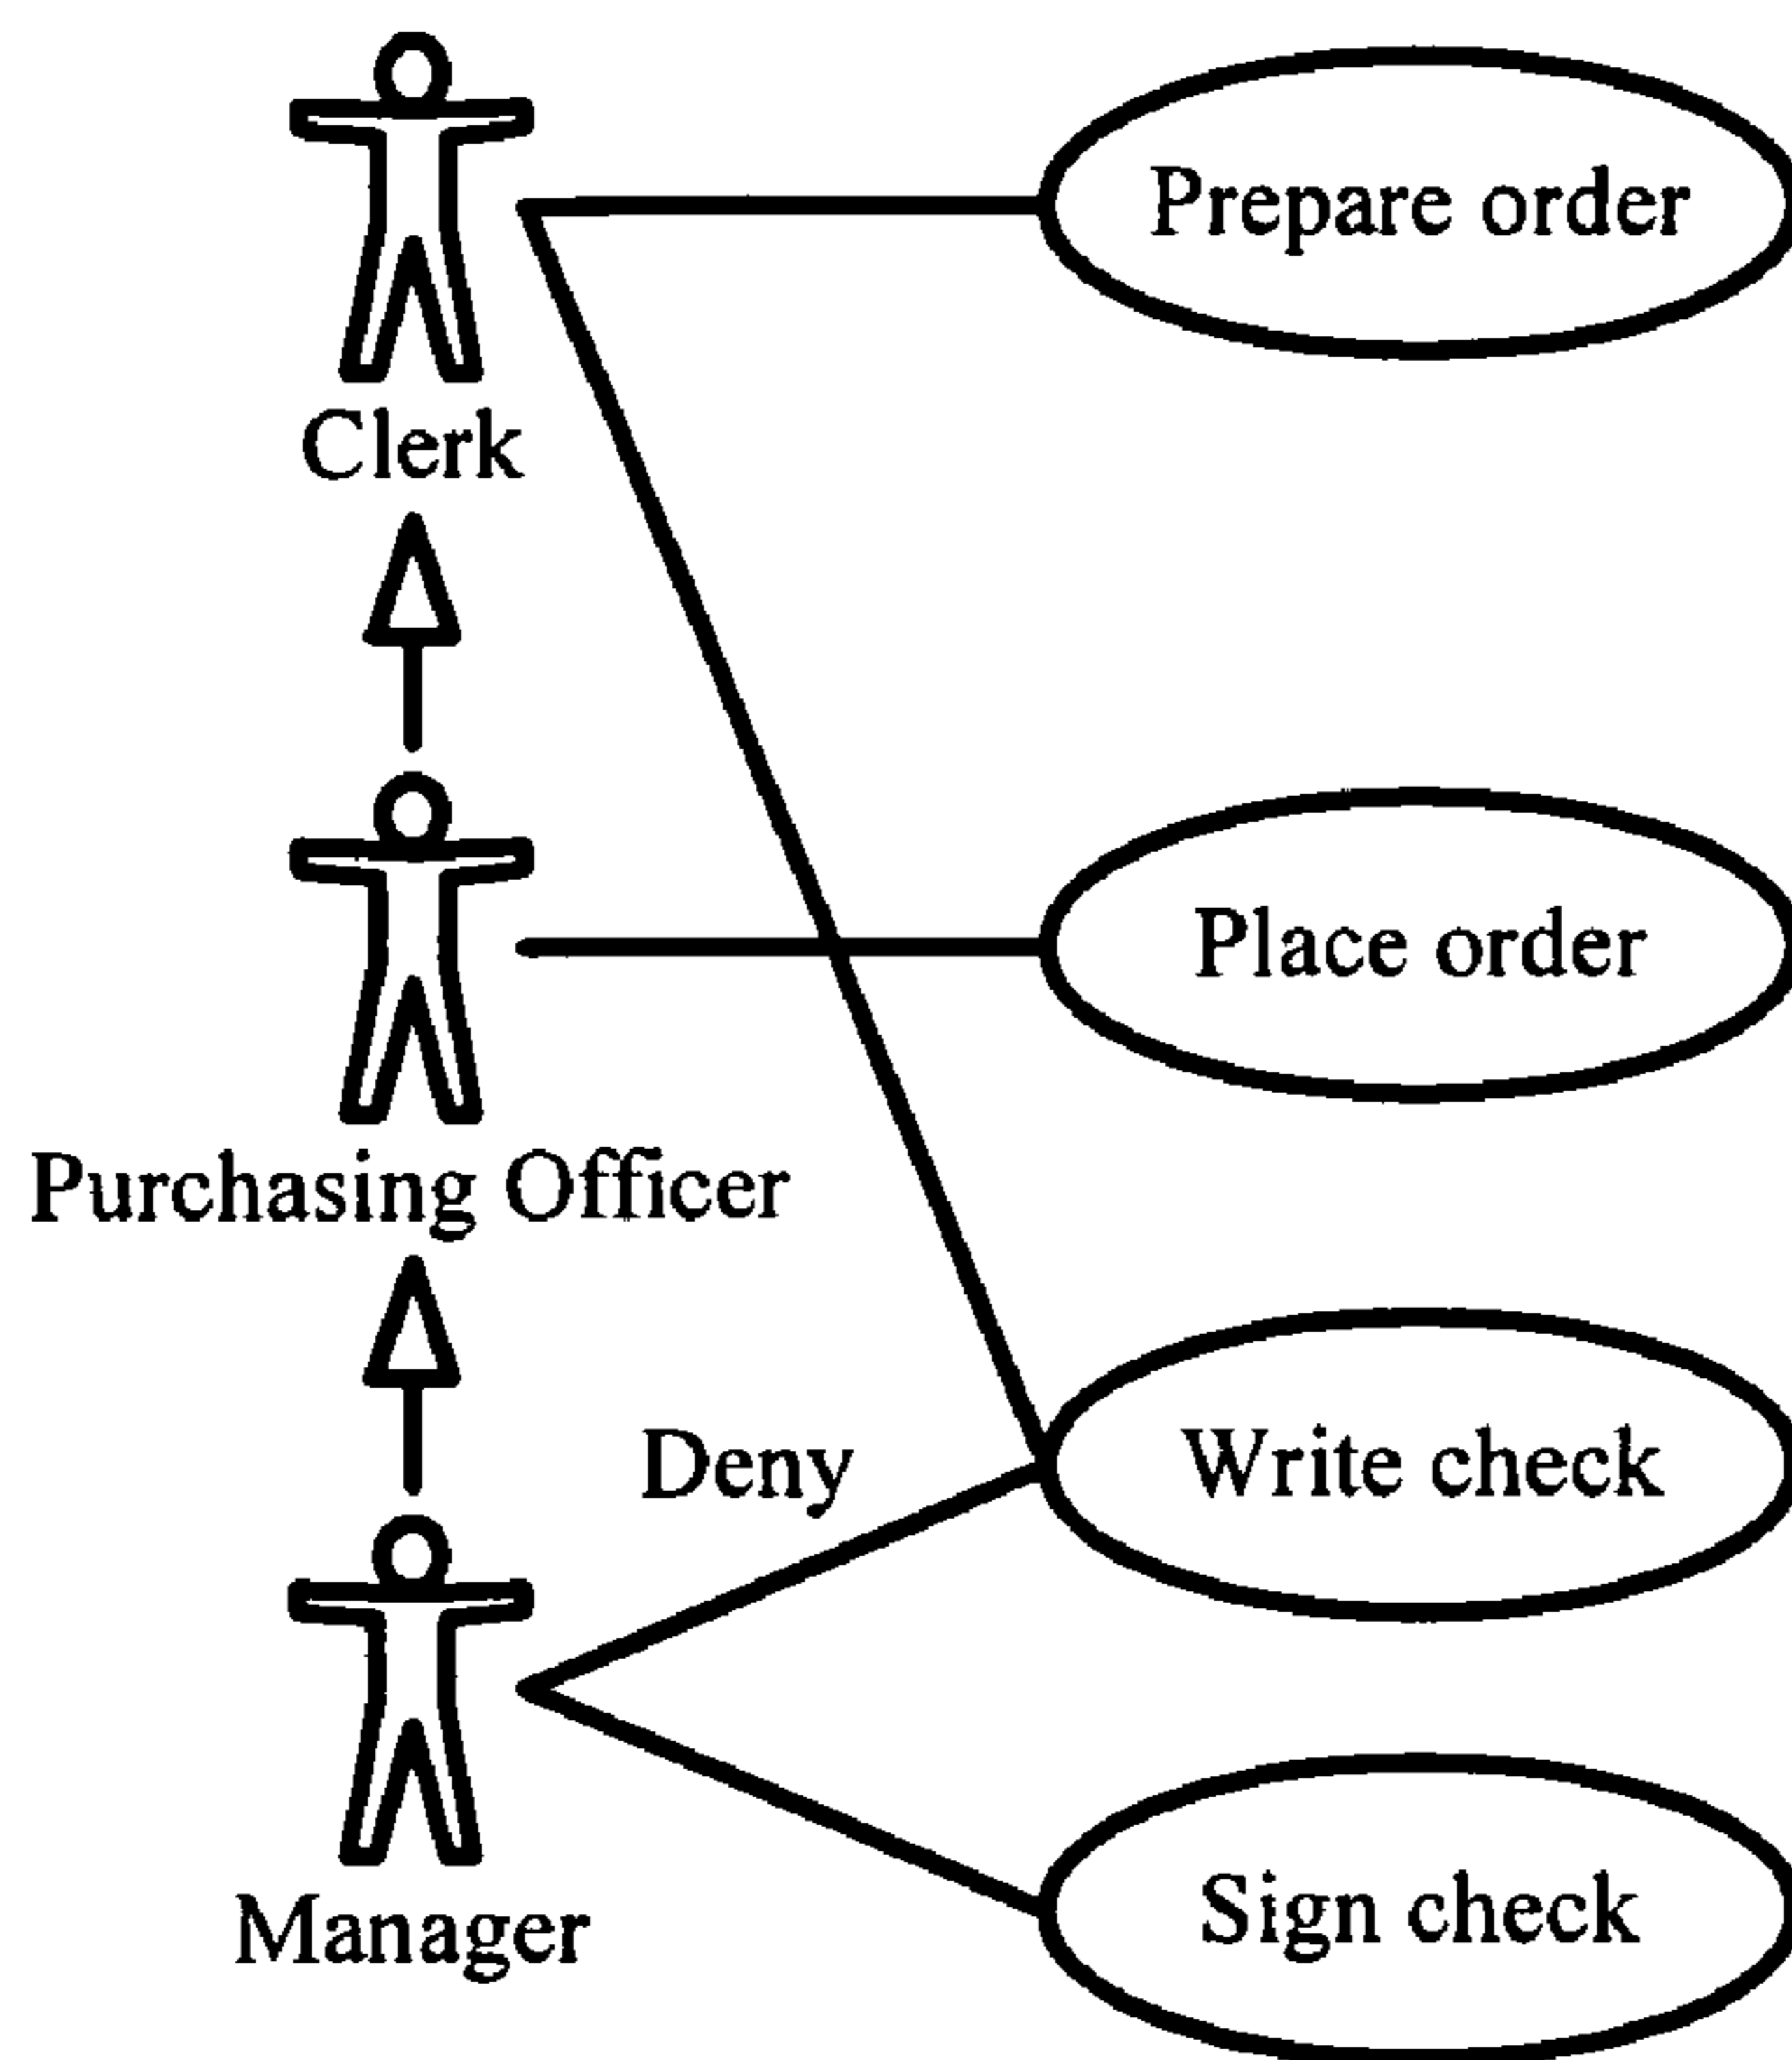 Prepare order
Clerk
Place order
Purchasing Officer
Deny
Write check
Sign check
Manager